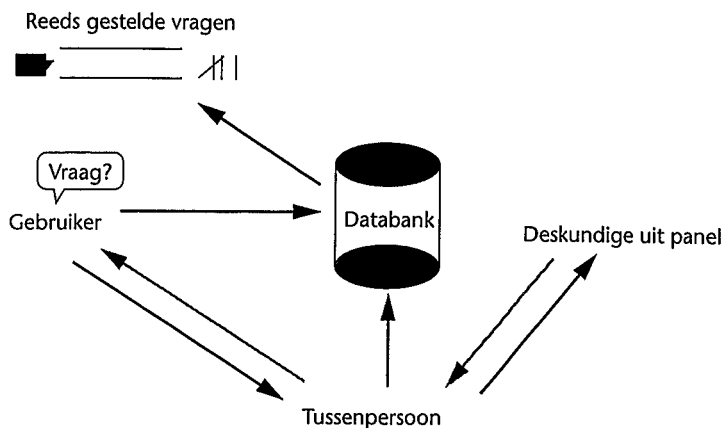 Reeds gestelde vragen
Vraag?
Gebruiker
Databank
Deskundige uit panel
Tussenpersoon